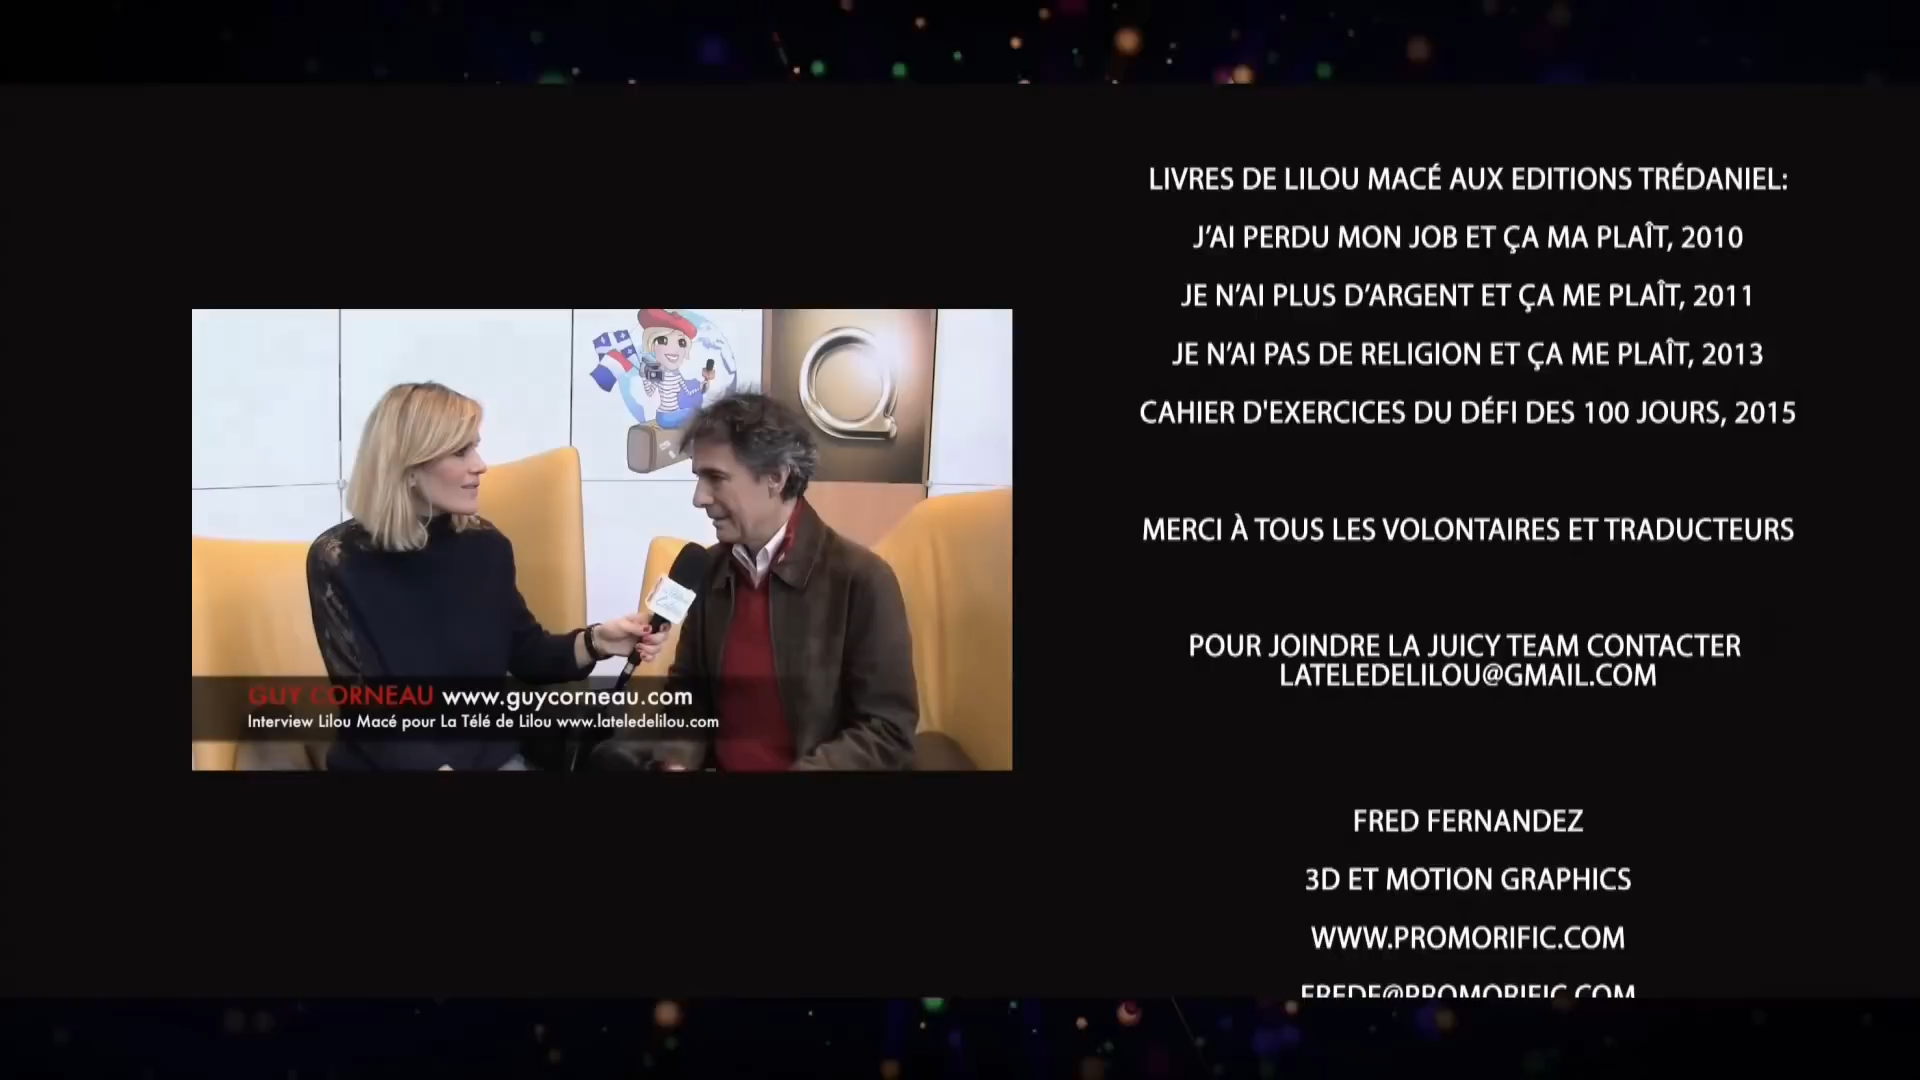 GUY CORNEAU www.guycorneau.com
Interview Lilou Macé pour La Télé de Lilou www.lateledelilou.com
LIVRES DE LILOU MACÉ AUX EDITIONS TRÉDANIEL:
J’AI PERDU MON JOB ET ÇA MA PLAÎT, 2010
JE N’AI PLUS D’ARGENT ET ÇA ME PLAÎT, 2011
JE N’AI PAS DE RELIGION ET ÇA ME PLAÎT, 2013
CAHIER D'EXERCICES DU DÉFI DES 100 JOURS, 2015
MERCI À TOUS LES VOLONTAIRES ET TRADUCTEURS
POUR JOINDRE LA JUICY TEAM CONTACTER
LATELEDELILOU@GMAIL.COM
FRED FERNANDEZ
3D ET MOTION GRAPHICS
WWW.PROMORIFIC.COM
FREDF@PROMORIFIC.COM